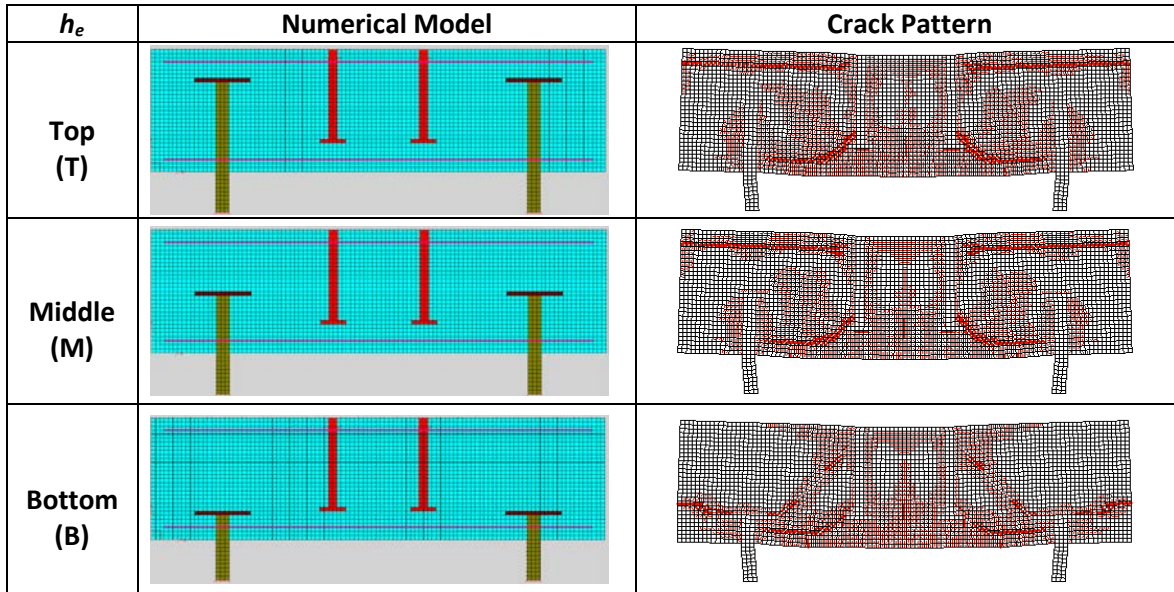 hₑ
Numerical Model
Crack Pattern
Top
(T)
Middle
(M)
Bottom
(B)